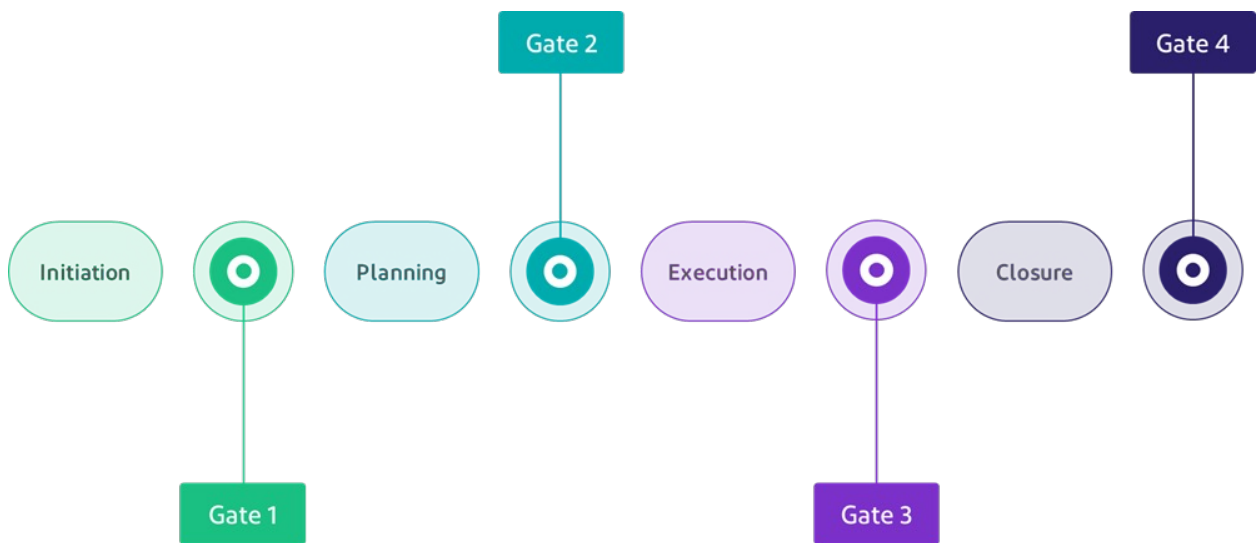 Gate 2
Gate 4
Initiation
Planning
Execution
Closure
Gate 1
Gate 3